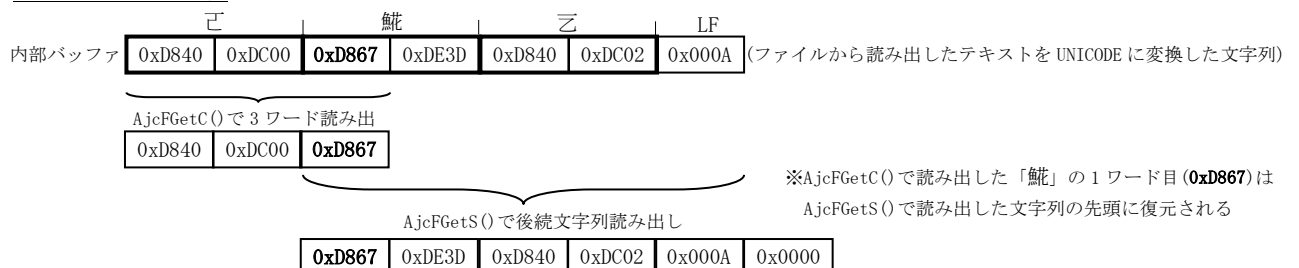 𠀀 𩸽 𠀂 LF
内部バッファ 0xD840 0xDC00 0xD867 0xDE3D 0xD840 0xDC02 0x000A (ファイルから読み出したテキストを UNICODE に変換した文字列)
AjcFGetC()で 3 ワード読み出
0xD840 0xDC00 0xD867
※AjcFGetC()で読み出した「𩸽」の 1 ワード目(0xD867)は
AjcFGetS()で読み出した文字列の先頭に復元される
AjcFGetS()で後続文字列読み出し
0xD867 0xDE3D 0xD840 0xDC02 0x000A 0x0000